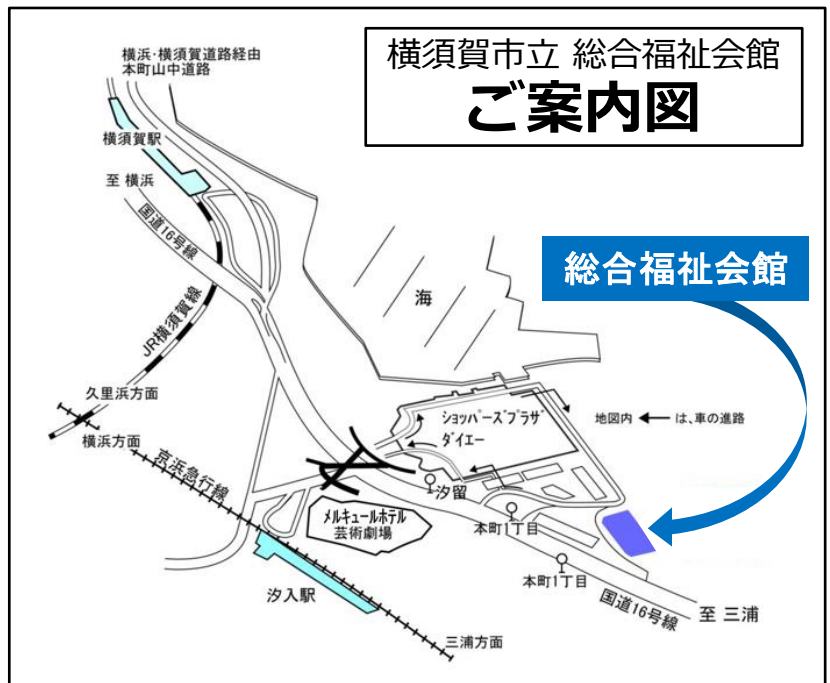 横浜・横須賀道路経由
本町山中道路
横須賀市立 総合福祉会館
ご案内図
横須賀駅
至 横浜
国道16号線
総合福祉会館
海
JR横須賀線
久里浜方面
横浜方面
ショッパーズプラザ
ダイエー
地図内 ← は、車の進路
京浜急行線
汐留
メルキュールホテル
芸術劇場
本町1丁目
本町1丁目
汐入駅
国道16号線
至 三浦
三浦方面